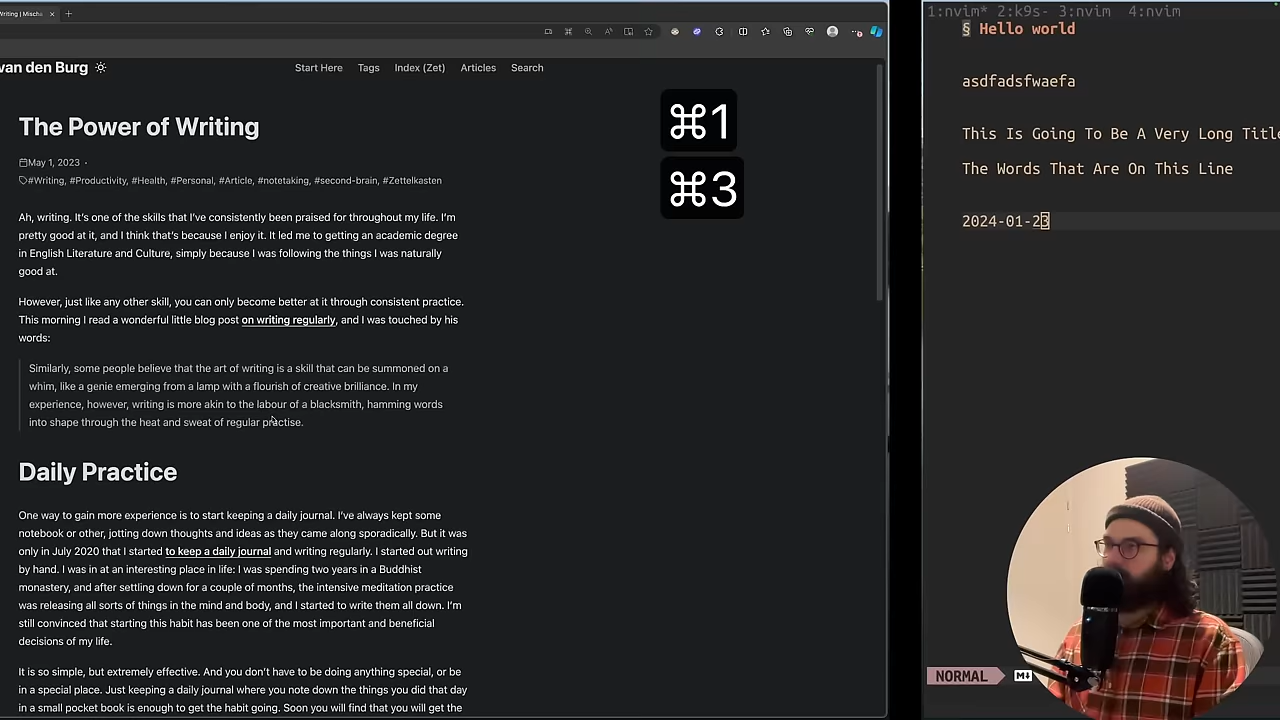 Writing | Mischa
van den Burg
Start Here
Tags
Index (Zet)
Articles
Search
The Power of Writing
May 1, 2023 ·
#Writing, #Productivity, #Health, #Personal, #Article, #notetaking, #second-brain, #Zettelkasten
Ah, writing. It's one of the skills that I've consistently been praised for throughout my life. I'm
pretty good at it, and I think that's because I enjoy it. It led me to getting an academic degree
in English Literature and Culture, simply because I was following the things I was naturally
good at.
However, just like any other skill, you can only become better at it through consistent practice.
This morning I read a wonderful little blog post on writing regularly, and I was touched by his
words:
Similarly, some people believe that the art of writing is a skill that can be summoned on a
whim, like a genie emerging from a lamp with a flourish of creative brilliance. In my
experience, however, writing is more akin to the labour of a blacksmith, hamming words
into shape through the heat and sweat of regular practise.
Daily Practice
One way to gain more experience is to start keeping a daily journal. I've always kept some
notebook or other, jotting down thoughts and ideas as they came along sporadically. But it was
only in July 2020 that I started to keep a daily journal and writing regularly. I started out writing
by hand. I was in at an interesting place in life: I was spending two years in a Buddhist
monastery, and after settling down for a couple of months, the intensive meditation practice
was releasing all sorts of things in the mind and body, and I started to write them all down. I'm
still convinced that starting this habit has been one of the most important and beneficial
decisions of my life.
It is so simple, but extremely effective. And you don't have to be doing anything special, or be
in a special place. Just keeping a daily journal where you note down the things you did that day
in a small pocket book is enough to get the habit going. Soon you will find that you will get the
⌘1
⌘3
1:nvim* 2:k9s- 3:nvim 4:nvim
§ Hello world
asdfadsfwaefa
This Is Going To Be A Very Long Title
The Words That Are On This Line
2024-01-23
NORMAL
M↓